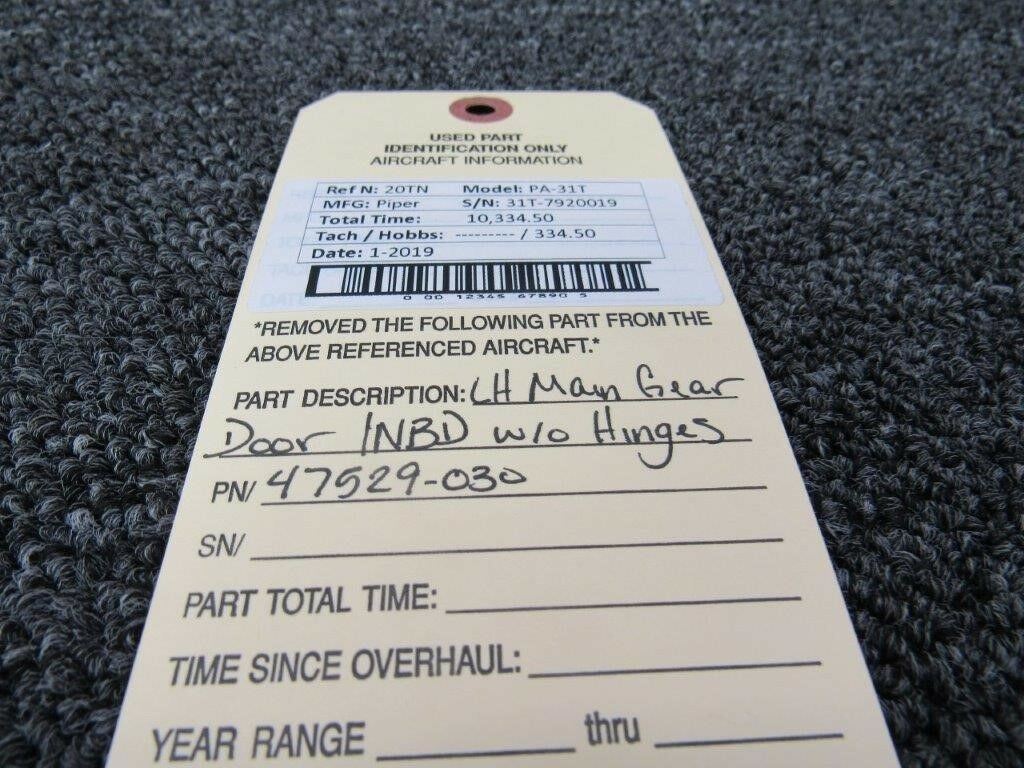 USED PART
IDENTIFICATION ONLY
AIRCRAFT INFORMATION
Ref N: 20TN Model: PA-31T
MFG: Piper S/N: 31T-7920019
Total Time: 10,334.50
Tach / Hobbs: --------- / 334.50
Date: 1-2019
0 00 12345 67890 5
*REMOVED THE FOLLOWING PART FROM THE
ABOVE REFERENCED AIRCRAFT.*
PART DESCRIPTION: LH Main Gear
Door INBD w/o Hinges
PN/ 47529-030
SN/
PART TOTAL TIME:
TIME SINCE OVERHAUL:
YEAR RANGE thru